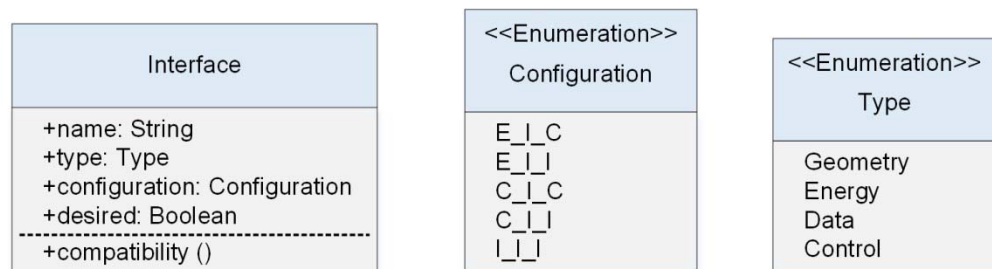 Interface
+name: String
+type: Type
+configuration: Configuration
+desired: Boolean
+compatibility ()
<<Enumeration>>
Configuration
E_I_C
E_I_I
C_I_C
C_I_I
I_I_I
<<Enumeration>>
Type
Geometry
Energy
Data
Control